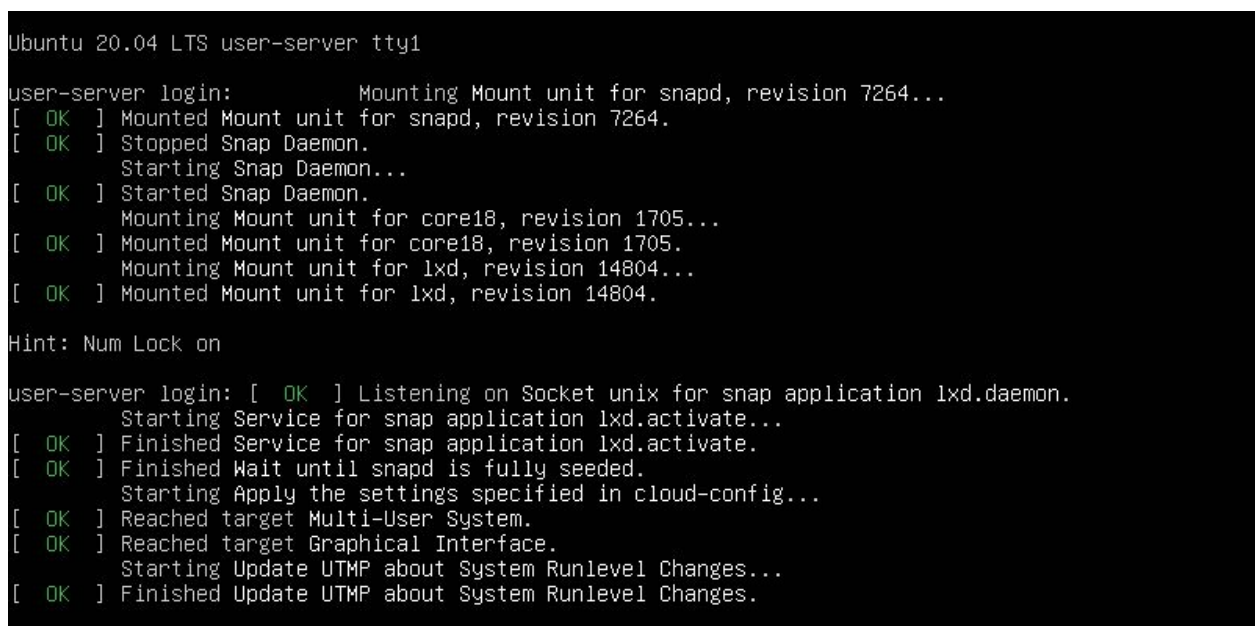 Ubuntu 20.04 LTS user-server tty1
user-server login:          Mounting Mount unit for snapd, revision 7264...
[  OK  ] Mounted Mount unit for snapd, revision 7264.
[  OK  ] Stopped Snap Daemon.
         Starting Snap Daemon...
[  OK  ] Started Snap Daemon.
         Mounting Mount unit for core18, revision 1705...
[  OK  ] Mounted Mount unit for core18, revision 1705.
         Mounting Mount unit for lxd, revision 14804...
[  OK  ] Mounted Mount unit for lxd, revision 14804.
Hint: Num Lock on
user-server login: [  OK  ] Listening on Socket unix for snap application lxd.daemon.
         Starting Service for snap application lxd.activate...
[  OK  ] Finished Service for snap application lxd.activate.
[  OK  ] Finished Wait until snapd is fully seeded.
         Starting Apply the settings specified in cloud-config...
[  OK  ] Reached target Multi-User System.
[  OK  ] Reached target Graphical Interface.
         Starting Update UTMP about System Runlevel Changes...
[  OK  ] Finished Update UTMP about System Runlevel Changes.